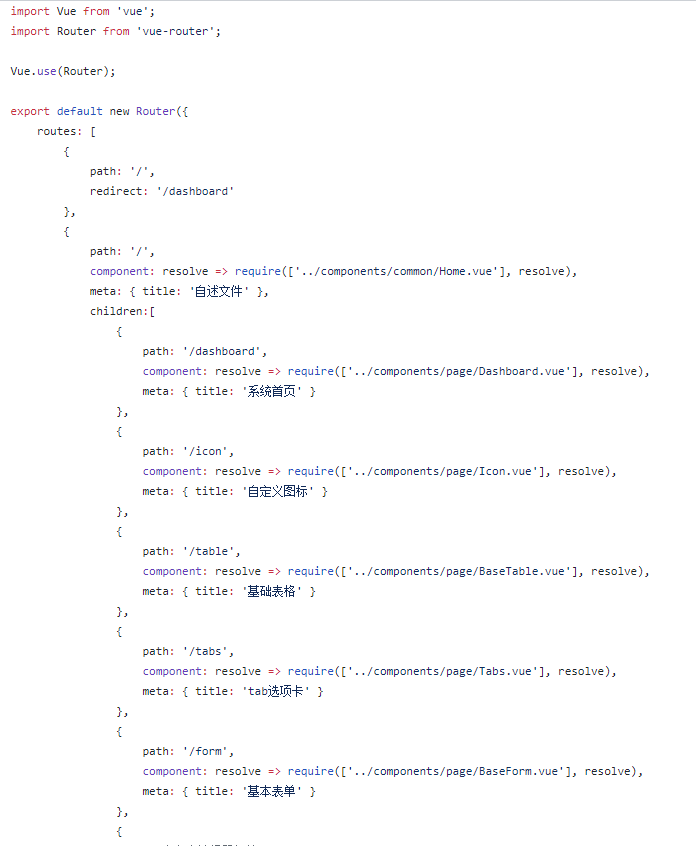 import Vue from 'vue';
import Router from 'vue-router';
Vue.use(Router);
export default new Router({
routes: [
{
path: '/',
redirect: '/dashboard'
},
{
path: '/',
component: resolve => require(['../components/common/Home.vue'], resolve),
meta: { title: '自述文件' },
children:[
{
path: '/dashboard',
component: resolve => require(['../components/page/Dashboard.vue'], resolve),
meta: { title: '系统首页' }
},
{
path: '/icon',
component: resolve => require(['../components/page/Icon.vue'], resolve),
meta: { title: '自定义图标' }
},
{
path: '/table',
component: resolve => require(['../components/page/BaseTable.vue'], resolve),
meta: { title: '基础表格' }
},
{
path: '/tabs',
component: resolve => require(['../components/page/Tabs.vue'], resolve),
meta: { title: 'tab选项卡' }
},
{
path: '/form',
component: resolve => require(['../components/page/BaseForm.vue'], resolve),
meta: { title: '基本表单' }
},
{